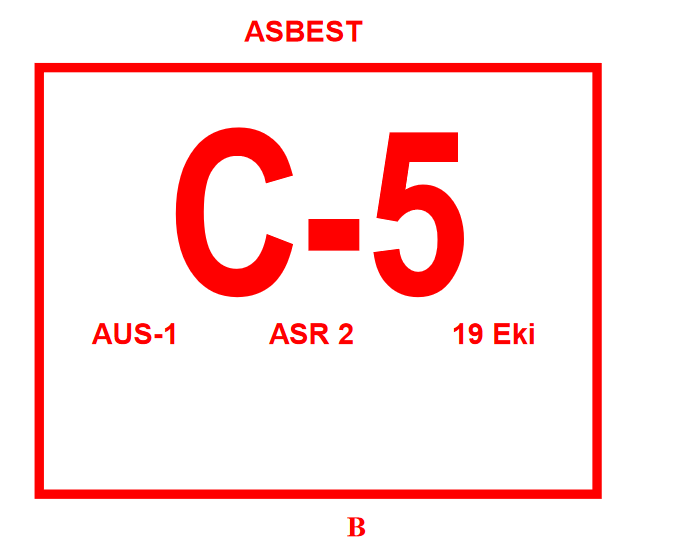 ASBEST
C-5
AUS-1 ASR 2 19 Eki
B